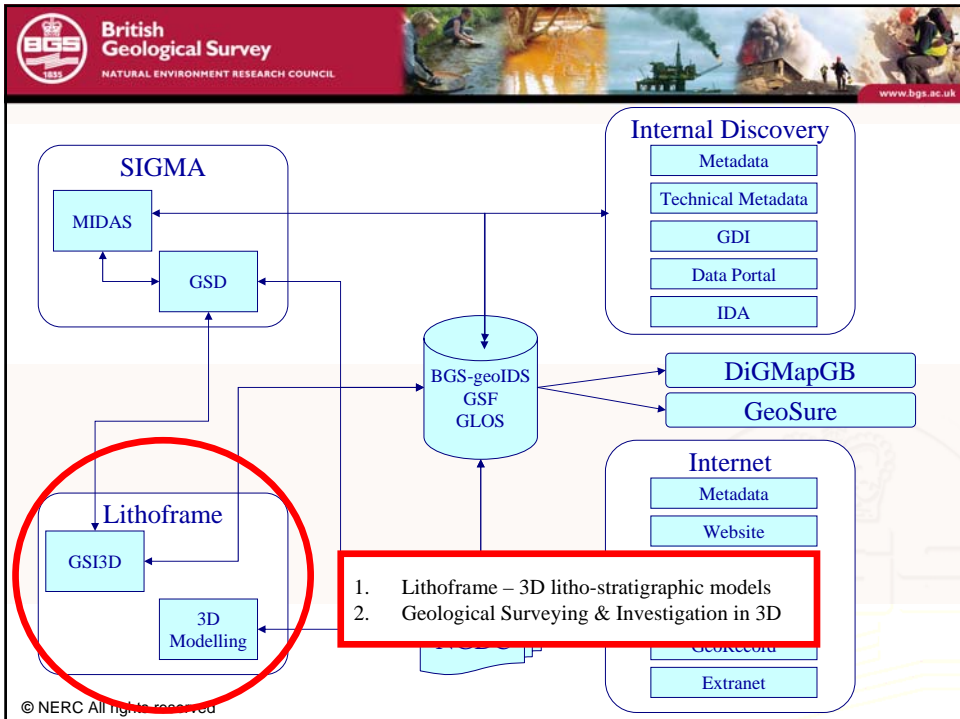 BGS
1835
British
Geological Survey
NATURAL ENVIRONMENT RESEARCH COUNCIL
www.bgs.ac.uk
SIGMA
MIDAS
GSD
Internal Discovery
Metadata
Technical Metadata
GDI
Data Portal
IDA
BGS-geoIDS
GSF
GLOS
DiGMapGB
GeoSure
Lithoframe
GSI3D
3D
Modelling
Internet
Metadata
Website
1. Lithoframe – 3D litho-stratigraphic models
2. Geological Surveying & Investigation in 3D
GeoRecord
Extranet
© NERC All rights reserved